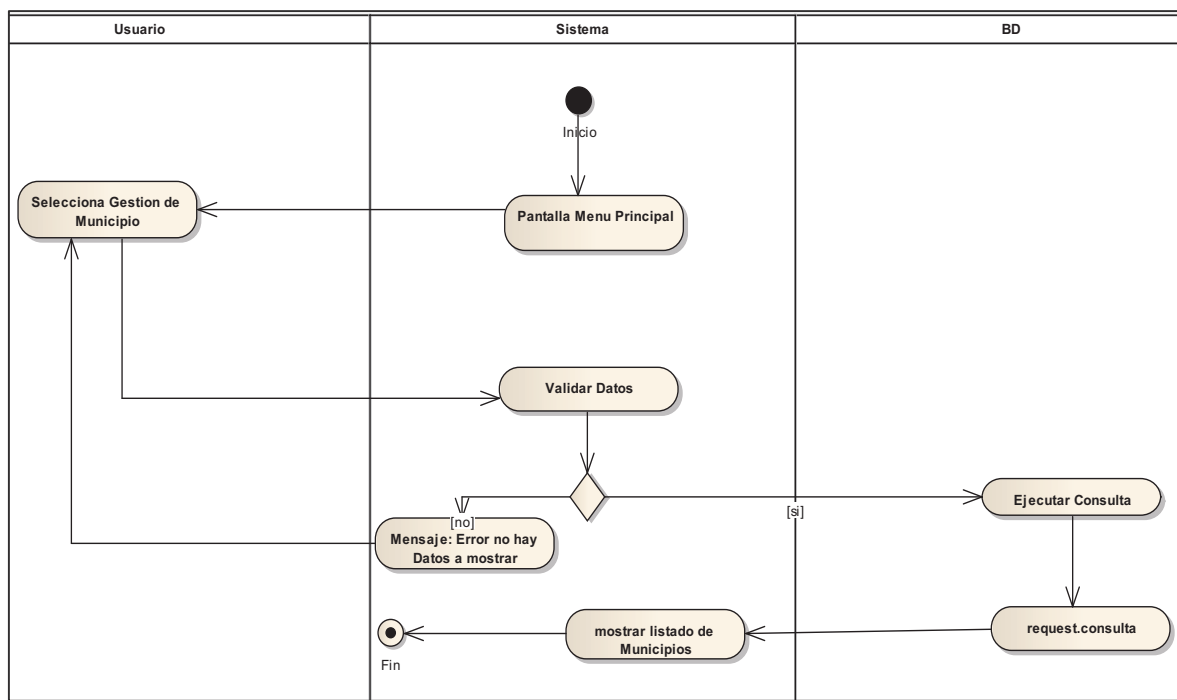 Usuario
Sistema
BD
Inicio
Selecciona Gestion de
Municipio
Pantalla Menu Principal
Validar Datos
[no]
[si]
Ejecutar Consulta
Mensaje: Error no hay
Datos a mostrar
mostrar listado de
Municipios
request.consulta
Fin